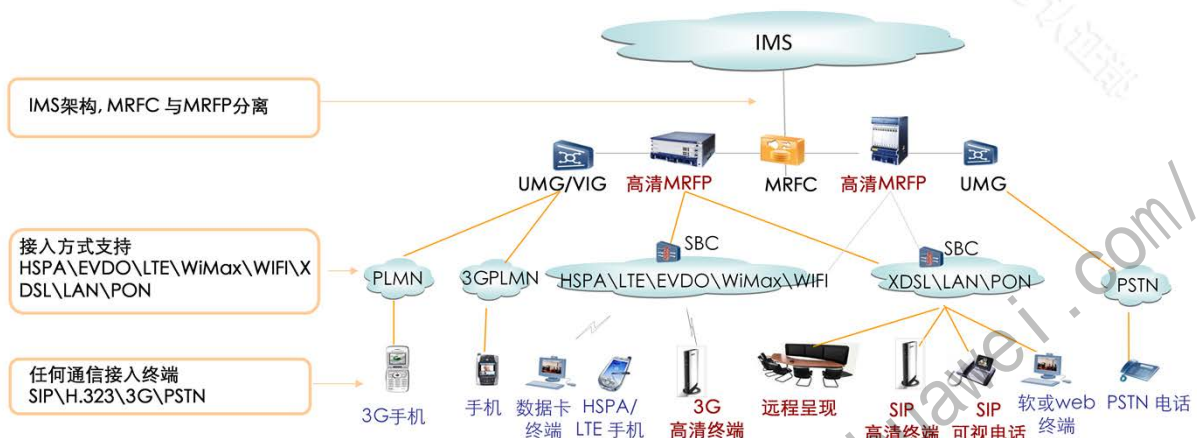 IMS
IMS架构, MRFC 与MRFP分离
UMG/VIG
高清MRFP
MRFC
高清MRFP
UMG
接入方式支持
HSPA\EVDO\LTE\WiMax\WIFI\X
DSL\LAN\PON
SBC
SBC
PLMN
3GPLMN
HSPA\LTE\EVDO\WiMax\WIFI
XDSL\LAN\PON
PSTN
任何通信接入终端
SIP\H.323\3G\PSTN
3G手机
手机
数据卡
终端
HSPA/
LTE 手机
3G
高清终端
远程呈现
SIP
高清终端
SIP
可视电话
软或web
终端
PSTN 电话
huawei.com/